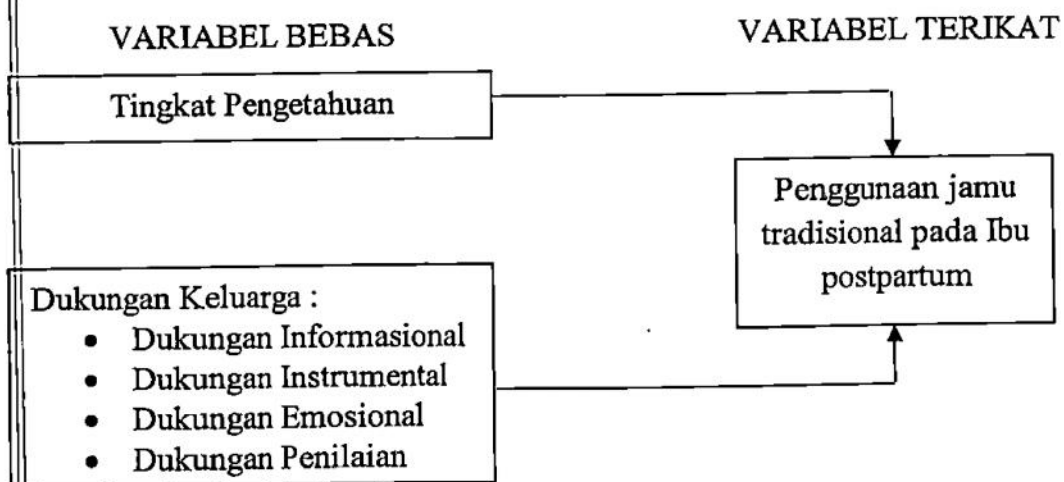 VARIABEL BEBAS
VARIABEL TERIKAT
Tingkat Pengetahuan
Penggunaan jamu
tradisional pada Ibu
postpartum
Dukungan Keluarga :
• Dukungan Informasional
• Dukungan Instrumental
• Dukungan Emosional
• Dukungan Penilaian